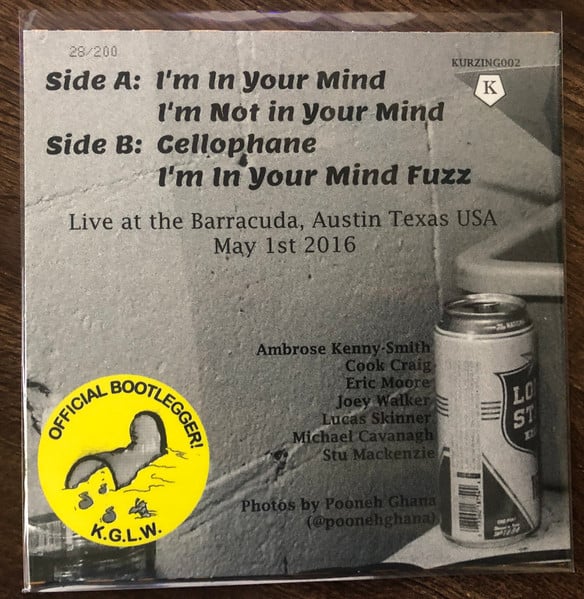 28/200
KURZING002
K
Side A: I'm In Your Mind
I'm Not in Your Mind
Side B: Cellophane
I'm In Your Mind Fuzz
Live at the Barracuda, Austin Texas USA
May 1st 2016
Ambrose Kenny-Smith
Cook Craig
Eric Moore
Joey Walker
Lucas Skinner
Michael Cavanagh
Stu Mackenzie
Photos by Pooneh Ghana
(@poonehghana)
OFFICIAL BOOTLEGGER!
K.G.L.W.
LO
ST